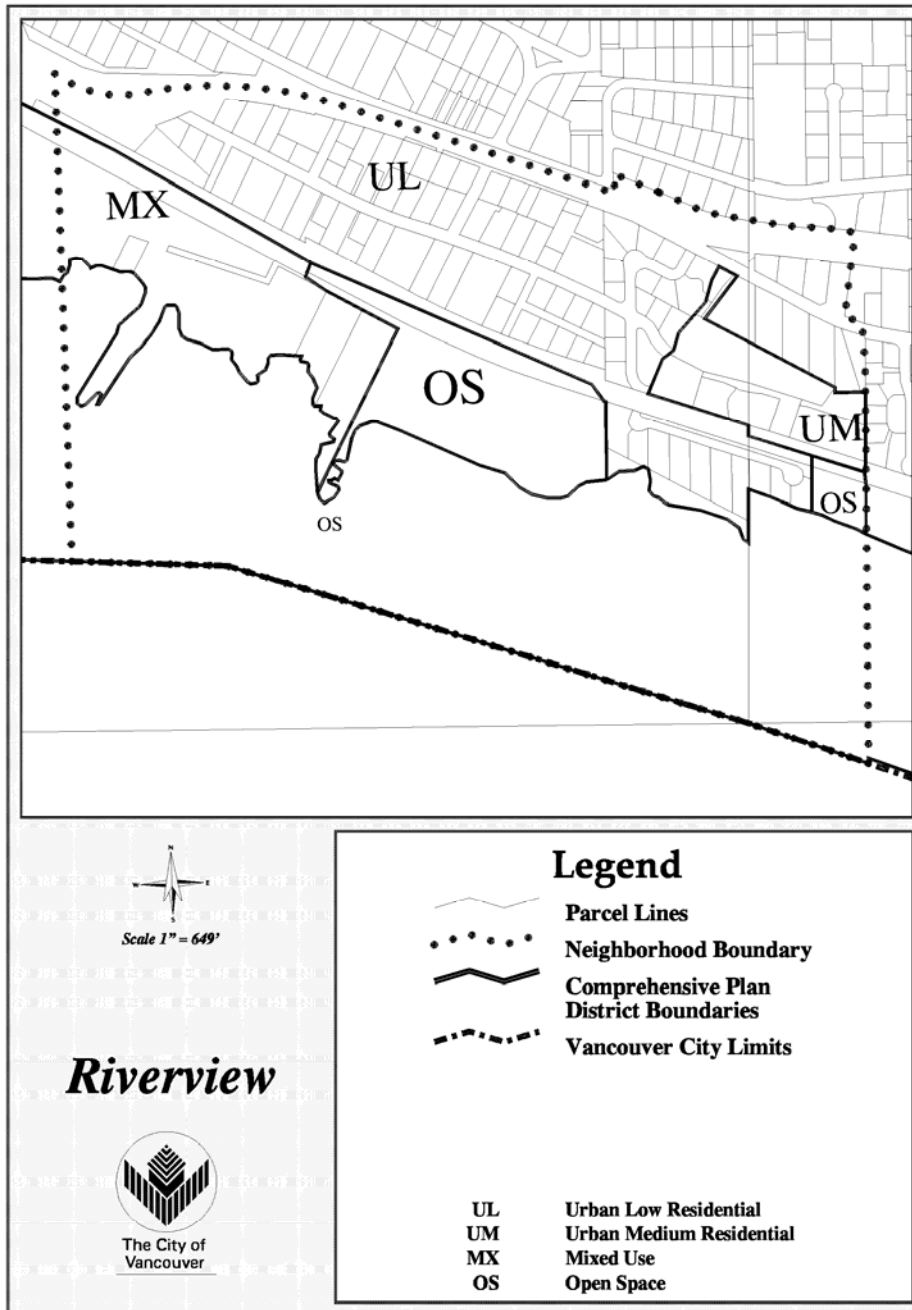 UL
MX
OS
UM
OS
OS
N
W E
S
Scale 1" = 649'
Riverview
The City of
Vancouver
Legend
Parcel Lines
Neighborhood Boundary
Comprehensive Plan
District Boundaries
Vancouver City Limits
UL Urban Low Residential
UM Urban Medium Residential
MX Mixed Use
OS Open Space